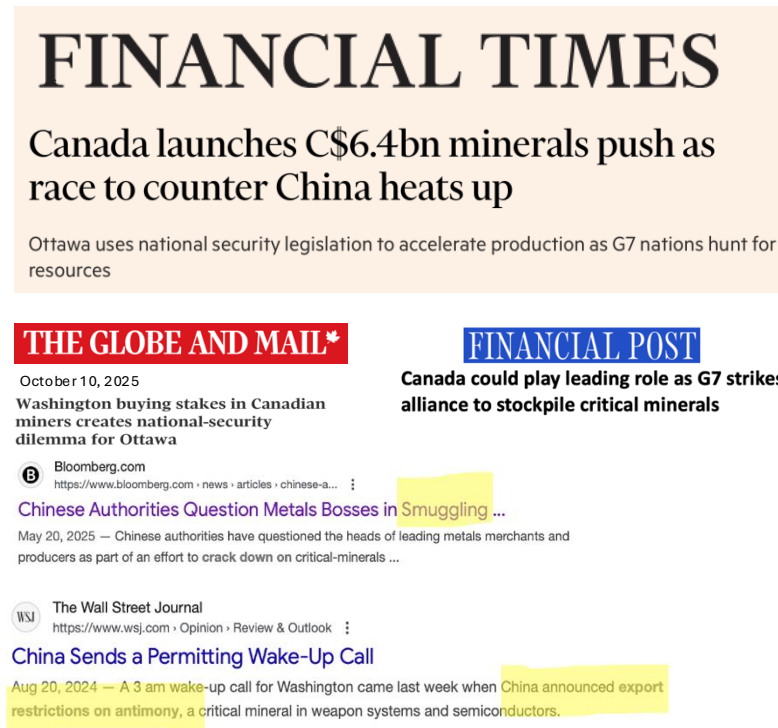 FINANCIAL TIMES
Canada launches C$6.4bn minerals push as
race to counter China heats up
Ottawa uses national security legislation to accelerate production as G7 nations hunt for
resources
THE GLOBE AND MAIL
October 10, 2025
Washington buying stakes in Canadian
miners creates national-security
dilemma for Ottawa
FINANCIAL POST
Canada could play leading role as G7 strikes
alliance to stockpile critical minerals
B
Bloomberg.com
https://www.bloomberg.com › news › articles › chinese-a...
Chinese Authorities Question Metals Bosses in Smuggling ...
May 20, 2025 — Chinese authorities have questioned the heads of leading metals merchants and
producers as part of an effort to crack down on critical-minerals ...
WSJ
The Wall Street Journal
https://www.wsj.com › Opinion › Review & Outlook
China Sends a Permitting Wake-Up Call
Aug 20, 2024 — A 3 am wake-up call for Washington came last week when China announced export
restrictions on antimony, a critical mineral in weapon systems and semiconductors.